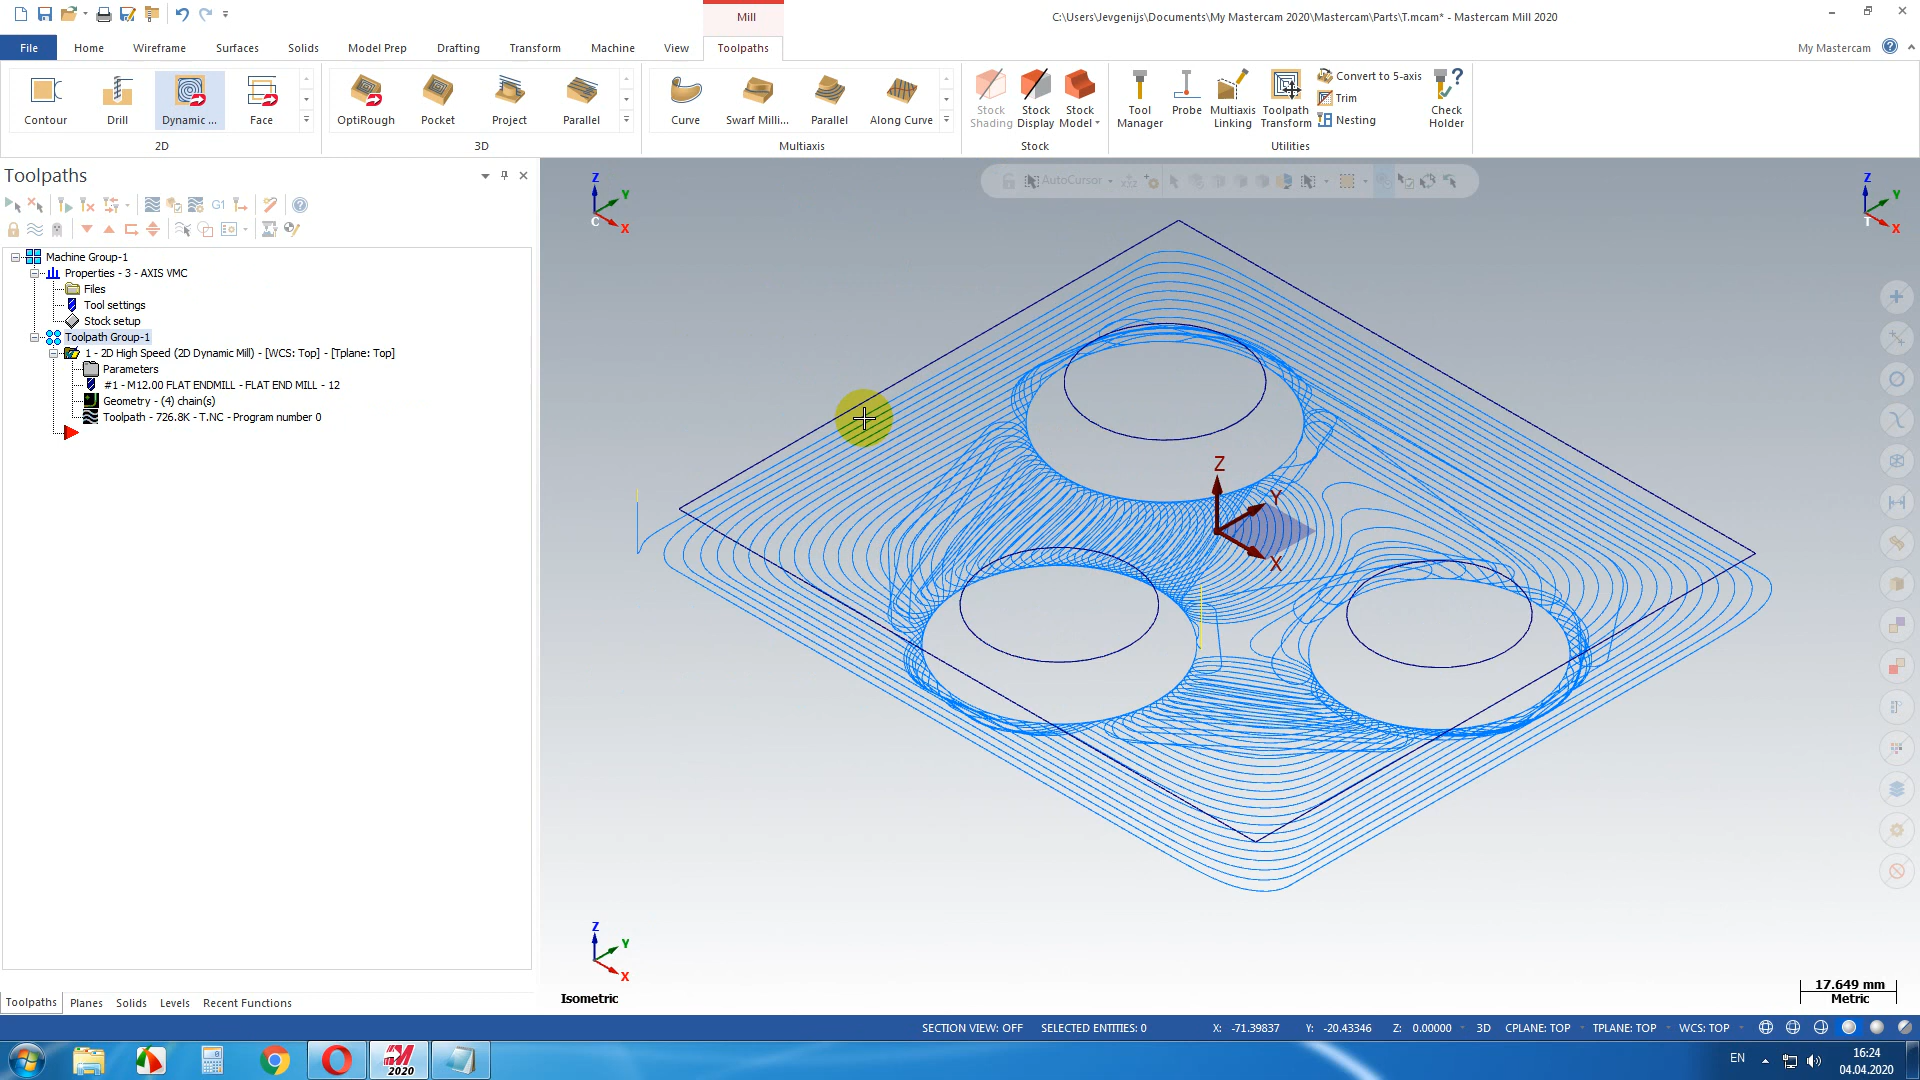 Mill
C:\Users\Jevgenijs\Documents\My Mastercam 2020\Mastercam\Parts\T.mcam* - Mastercam Mill 2020
File Home Wireframe Surfaces Solids Model Prep Drafting Transform Machine View Toolpaths My Mastercam
Contour Drill Dynamic ... Face OptiRough Pocket Project Parallel Curve Swarf Milli... Parallel Along Curve
Stock Shading Stock Display Stock Model Tool Manager Probe Multiaxis Linking Toolpath Transform
Convert to 5-axis
Trim
Nesting
Check Holder
2D 3D Multiaxis Stock Utilities
Toolpaths
AutoCursor
G1
Machine Group-1
Properties - 3 - AXIS VMC
Files
Tool settings
Stock setup
Toolpath Group-1
1 - 2D High Speed (2D Dynamic Mill) - [WCS: Top] - [Tplane: Top]
Parameters
#1 - M12.00 FLAT ENDMILL - FLAT END MILL - 12
Geometry - (4) chain(s)
Toolpath - 726.8K - T.NC - Program number 0
Z
Y
X
C
Z
Y
X
T
Z
Y
X
Z
Y
X
Isometric
17.649 mm
Metric
Toolpaths Planes Solids Levels Recent Functions
SECTION VIEW: OFF SELECTED ENTITIES: 0 X: -71.39837 Y: -20.43346 Z: 0.00000 3D CPLANE: TOP TPLANE: TOP WCS: TOP
2020
EN
16:24
04.04.2020